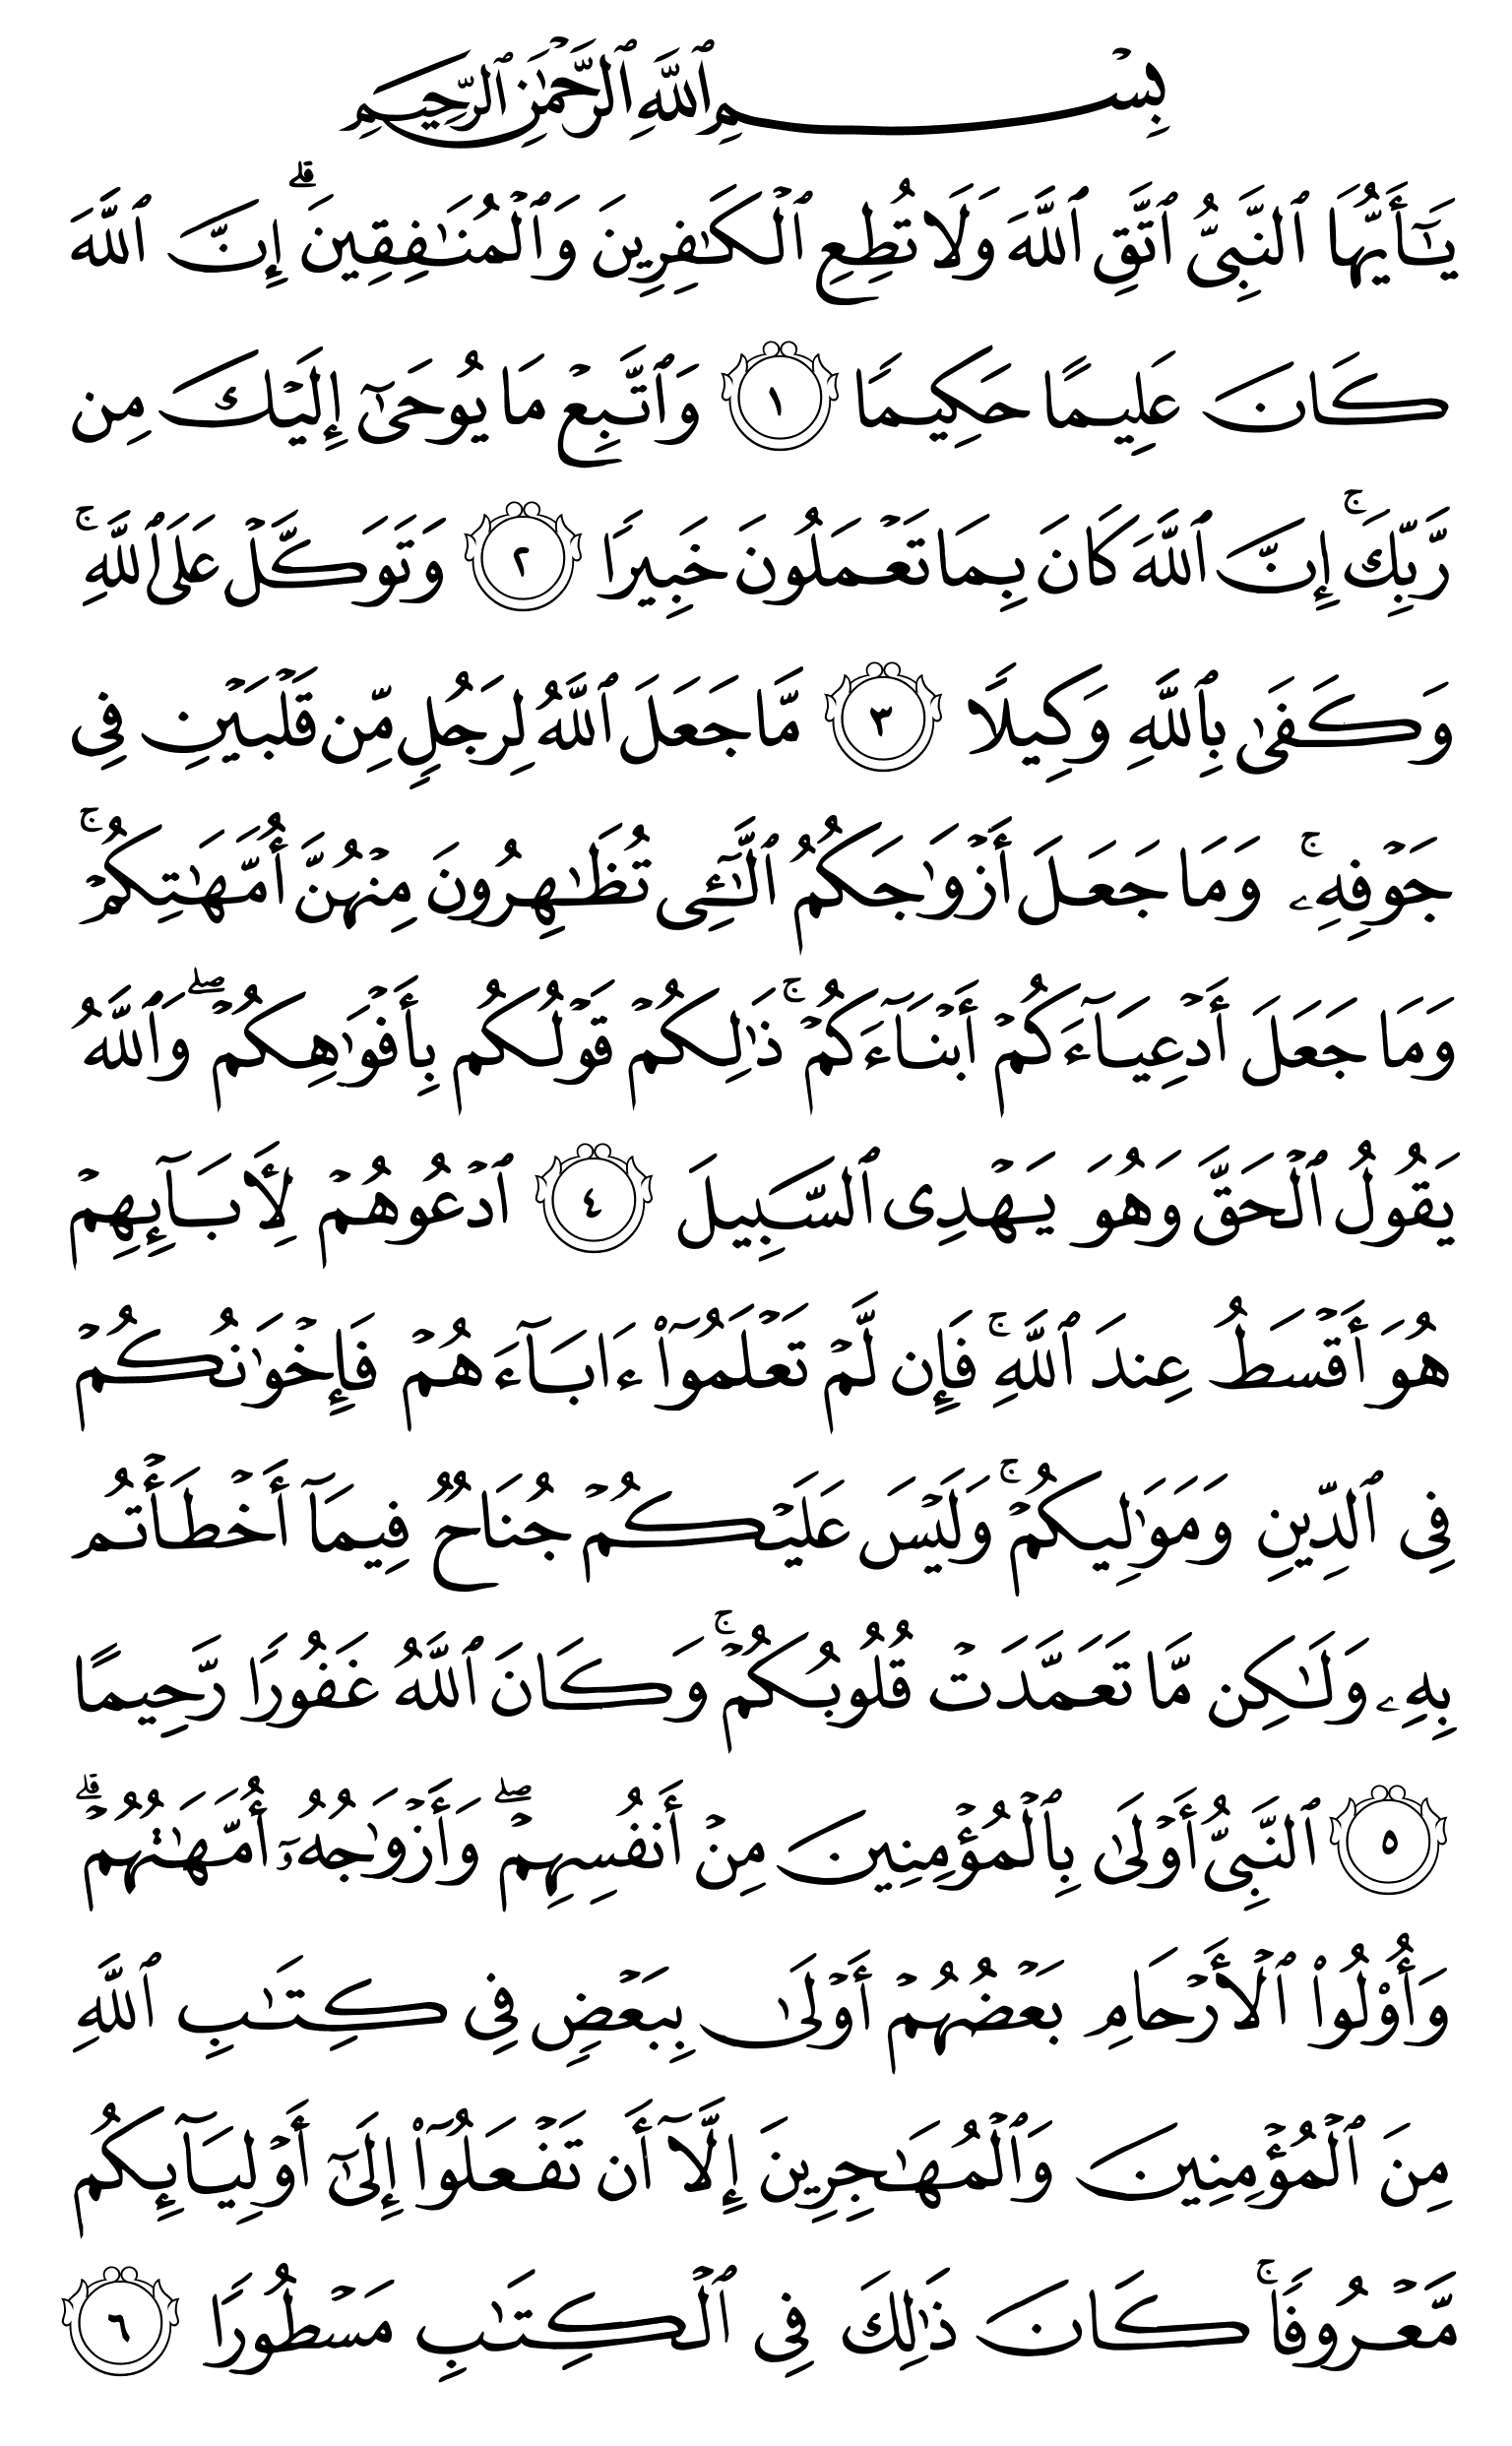 بِسۡمِ ٱللَّهِ ٱلرَّحۡمَٰنِ ٱلرَّحِيمِ
يَٰٓأَيُّهَا ٱلنَّبِيُّ ٱتَّقِ ٱللَّهَ وَلَا تُطِعِ ٱلۡكَٰفِرِينَ وَٱلۡمُنَٰفِقِينَۗ إِنَّ ٱللَّهَ
كَانَ عَلِيمًا حَكِيمٗا ١ وَٱتَّبِعۡ مَا يُوحَىٰٓ إِلَيۡكَ مِن
رَّبِّكَۚ إِنَّ ٱللَّهَ كَانَ بِمَا تَعۡمَلُونَ خَبِيرٗا ٢ وَتَوَكَّلۡ عَلَى ٱللَّهِۚ
وَكَفَىٰ بِٱللَّهِ وَكِيلٗا ٣ مَّا جَعَلَ ٱللَّهُ لِرَجُلٖ مِّن قَلۡبَيۡنِ فِي
جَوۡفِهِۦۚ وَمَا جَعَلَ أَزۡوَٰجَكُمُ ٱلَّٰٓـِٔي تُظَٰهِرُونَ مِنۡهُنَّ أُمَّهَٰتِكُمۡۚ
وَمَا جَعَلَ أَدۡعِيَآءَكُمۡ أَبۡنَآءَكُمۡۚ ذَٰلِكُمۡ قَوۡلُكُم بِأَفۡوَٰهِكُمۡۖ وَٱللَّهُ
يَقُولُ ٱلۡحَقَّ وَهُوَ يَهۡدِي ٱلسَّبِيلَ ٤ ٱدۡعُوهُمۡ لِأٓبَآئِهِمۡ
هُوَ أَقۡسَطُ عِندَ ٱللَّهِۚ فَإِن لَّمۡ تَعۡلَمُوٓاْ ءَابَآءَهُمۡ فَإِخۡوَٰنُكُمۡ
فِي ٱلدِّينِ وَمَوَٰلِيكُمۡۚ وَلَيۡسَ عَلَيۡكُمۡ جُنَاحٞ فِيمَآ أَخۡطَأۡتُم
بِهِۦ وَلَٰكِن مَّا تَعَمَّدَتۡ قُلُوبُكُمۡۚ وَكَانَ ٱللَّهُ غَفُورٗا رَّحِيمًا
٥ ٱلنَّبِيُّ أَوۡلَىٰ بِٱلۡمُؤۡمِنِينَ مِنۡ أَنفُسِهِمۡۖ وَأَزۡوَٰجُهُۥٓ أُمَّهَٰتُهُمۡۗ
وَأُوْلُواْ ٱلۡأَرۡحَامِ بَعۡضُهُمۡ أَوۡلَىٰ بِبَعۡضٖ فِي كِتَٰبِ ٱللَّهِ
مِنَ ٱلۡمُؤۡمِنِينَ وَٱلۡمُهَٰجِرِينَ إِلَّآ أَن تَفۡعَلُوٓاْ إِلَىٰٓ أَوۡلِيَآئِكُم
مَّعۡرُوفٗاۚ كَانَ ذَٰلِكَ فِي ٱلۡكِتَٰبِ مَسۡطُورٗا ٦